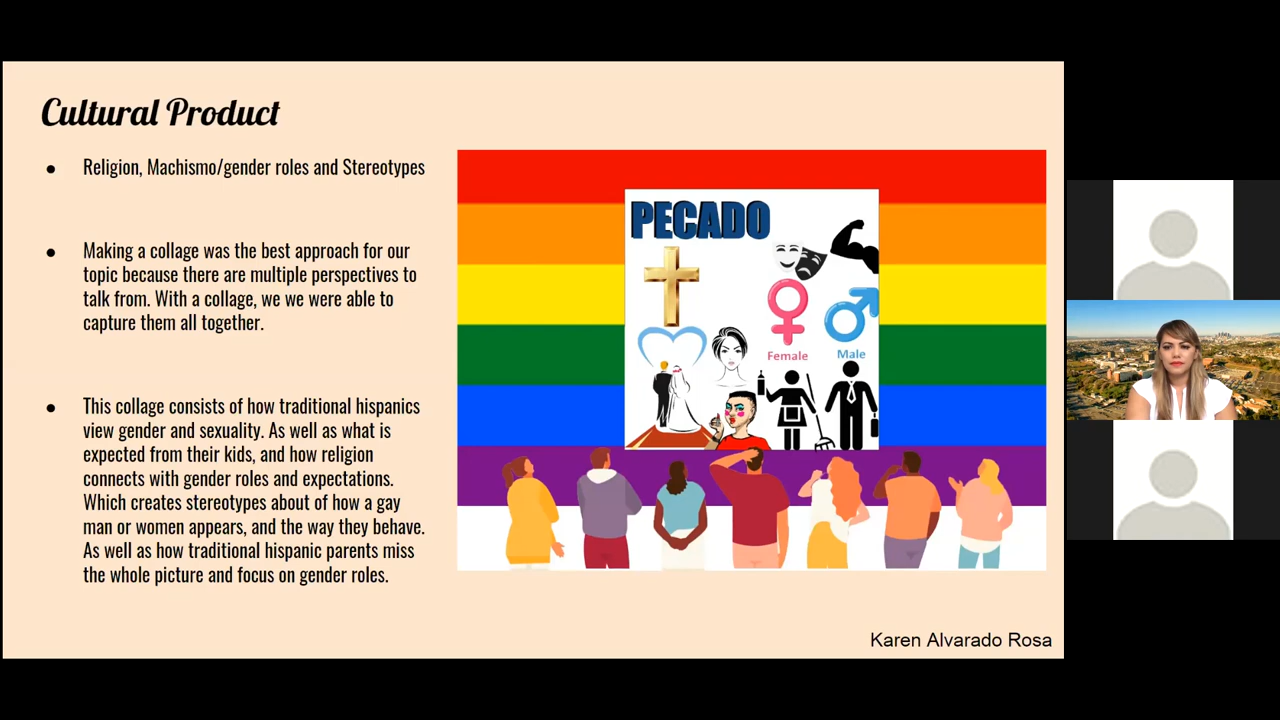 Cultural Product
● Religion, Machismo/gender roles and Stereotypes
● Making a collage was the best approach for our
topic because there are multiple perspectives to
talk from. With a collage, we we were able to
capture them all together.
● This collage consists of how traditional hispanics
view gender and sexuality. As well as what is
expected from their kids, and how religion
connects with gender roles and expectations.
Which creates stereotypes about of how a gay
man or women appears, and the way they behave.
As well as how traditional hispanic parents miss
the whole picture and focus on gender roles.
PECADO
Female
Male
Karen Alvarado Rosa